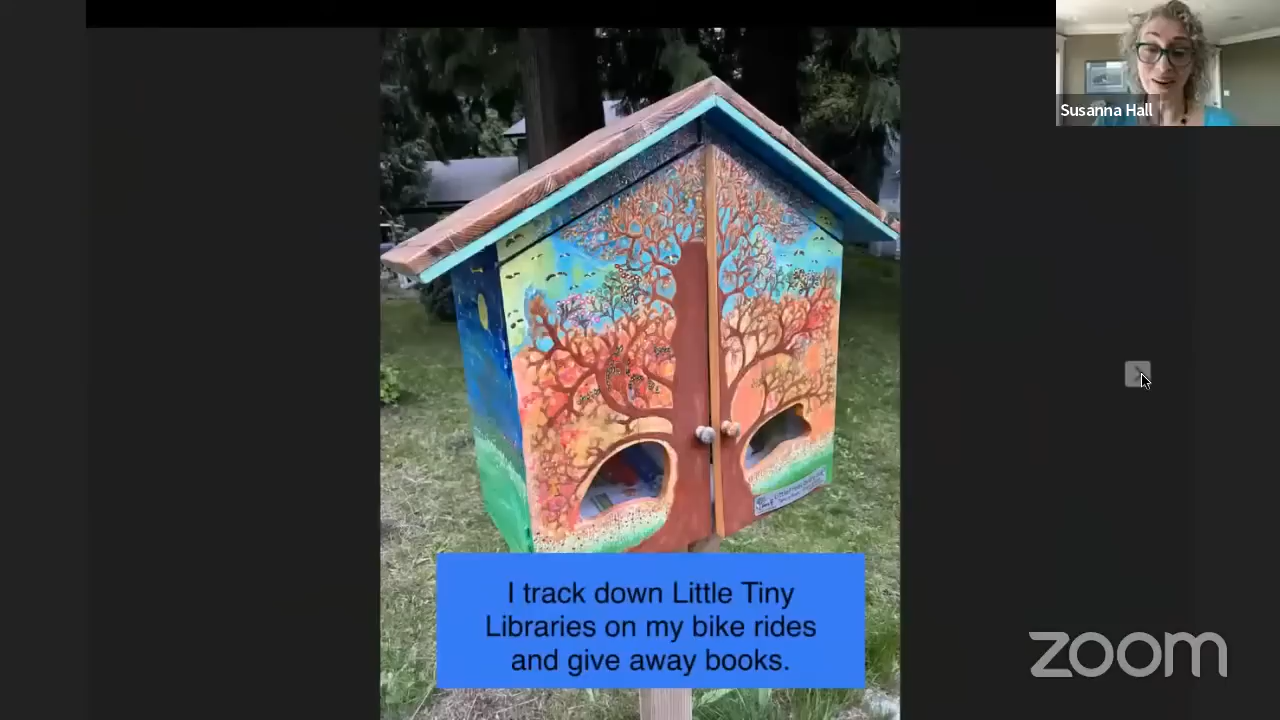 Susanna Hall
I track down Little Tiny
Libraries on my bike rides
and give away books.
zoom